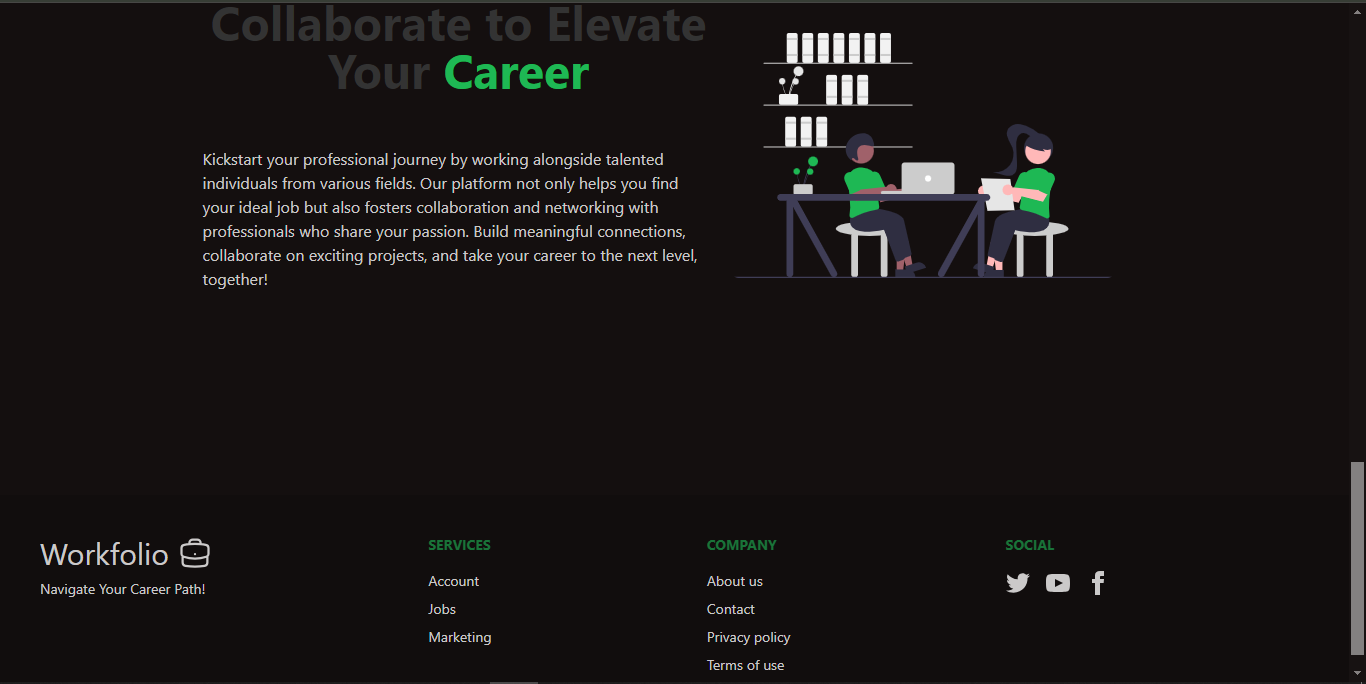 Collaborate to Elevate
Your Career
Kickstart your professional journey by working alongside talented
individuals from various fields. Our platform not only helps you find
your ideal job but also fosters collaboration and networking with
professionals who share your passion. Build meaningful connections,
collaborate on exciting projects, and take your career to the next level,
together!
Workfolio
Navigate Your Career Path!
SERVICES
Account
Jobs
Marketing
COMPANY
About us
Contact
Privacy policy
Terms of use
SOCIAL